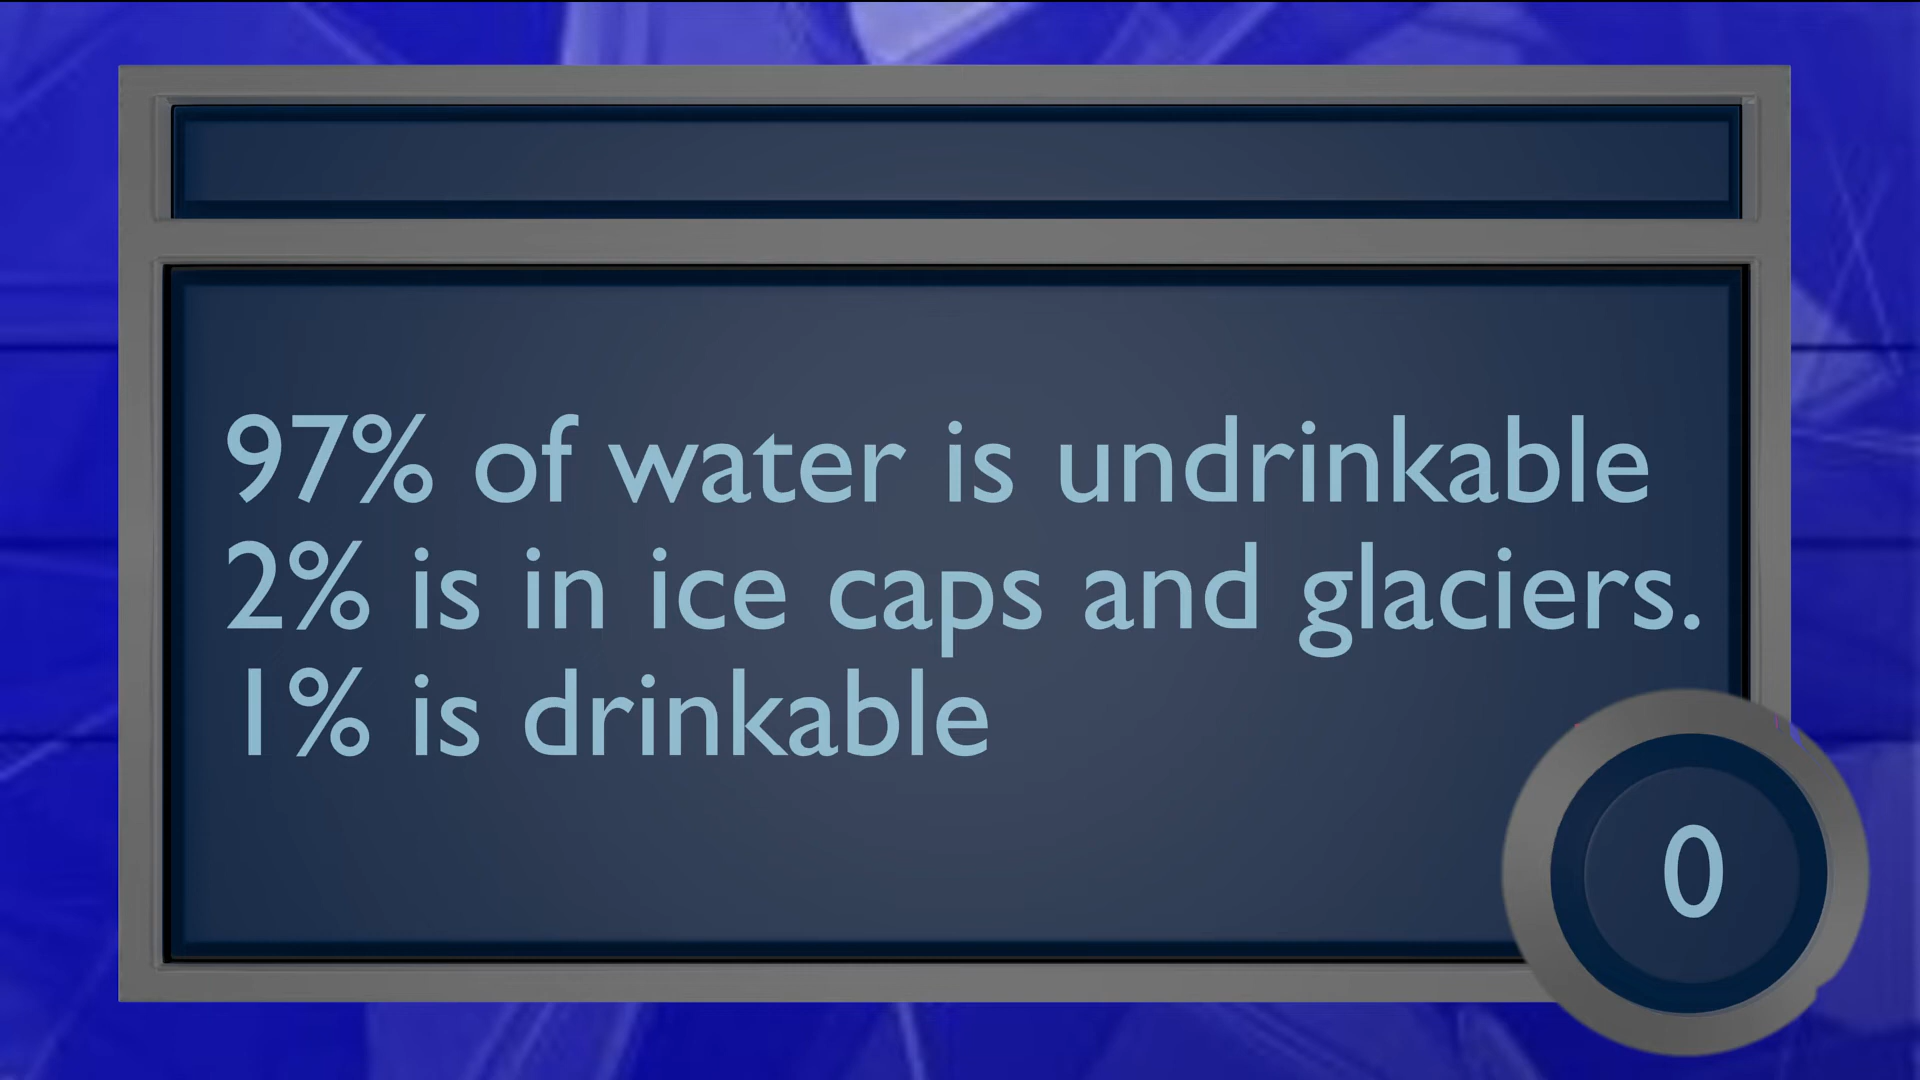 97% of water is undrinkable
2% is in ice caps and glaciers.
1% is drinkable
0